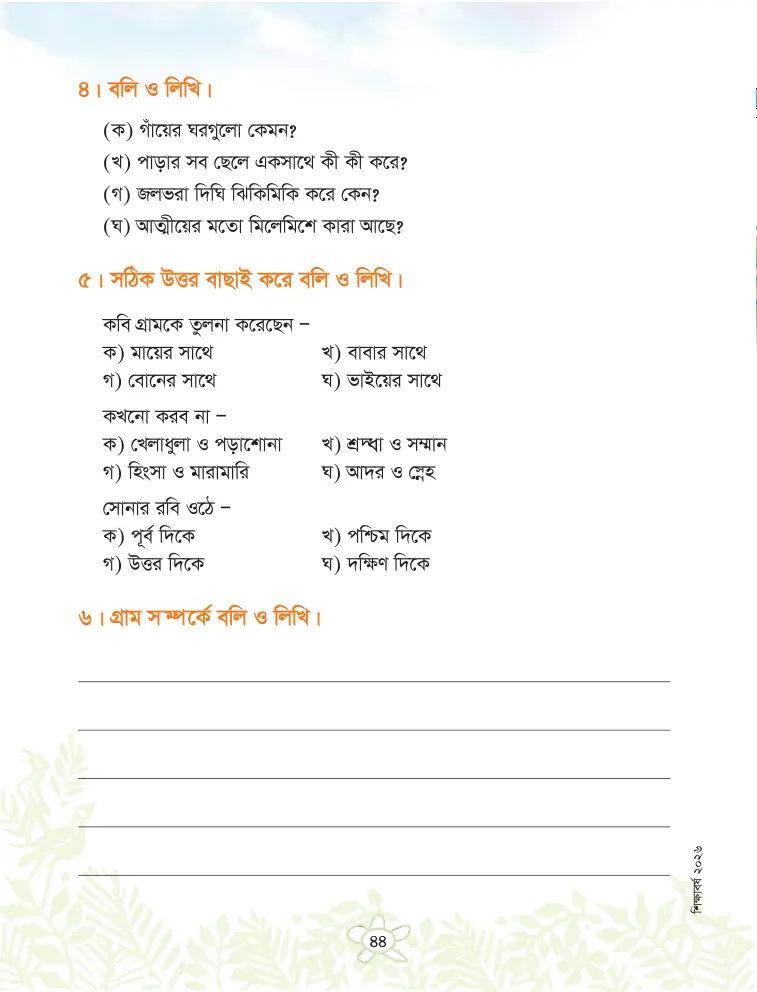 ৪। বলি ও লিখি।
(ক) গাঁয়ের ঘরগুলো কেমন?
(খ) পাড়ার সব ছেলে একসাথে কী কী করে?
(গ) জলভরা দিঘি ঝিকিমিকি করে কেন?
(ঘ) আত্মীয়ের মতো মিলেমিশে কারা আছে?
৫। সঠিক উত্তর বাছাই করে বলি ও লিখি।
কবি গ্রামকে তুলনা করেছেন –
ক) মায়ের সাথে খ) বাবার সাথে
গ) বোনের সাথে ঘ) ভাইয়ের সাথে
কখনো করব না –
ক) খেলাধুলা ও পড়াশোনা খ) শ্রদ্ধা ও সম্মান
গ) হিংসা ও মারামারি ঘ) আদর ও স্নেহ
সোনার রবি ওঠে –
ক) পূর্ব দিকে খ) পশ্চিম দিকে
গ) উত্তর দিকে ঘ) দক্ষিণ দিকে
৬। গ্রাম সম্পর্কে বলি ও লিখি।
শিক্ষাবর্ষ ২০২৬
৪৪